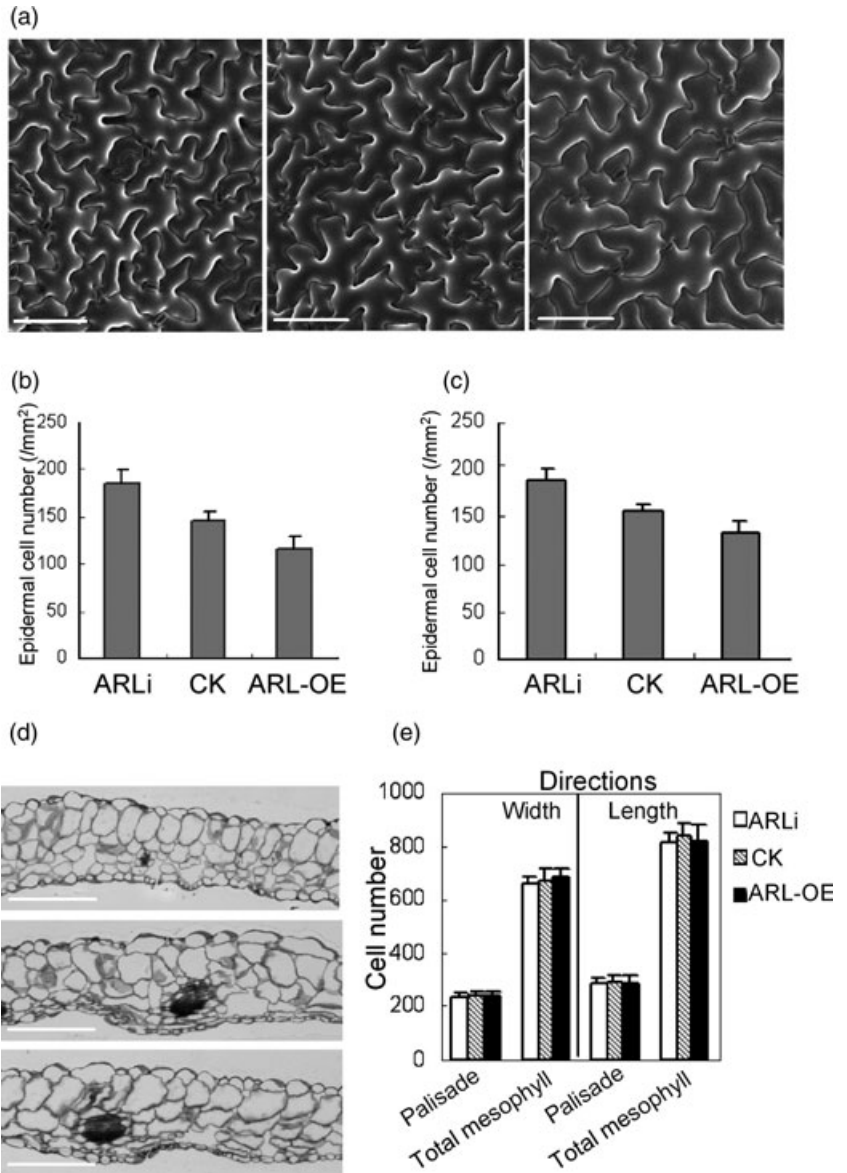 (a)
(b)
Epidermal cell number (/mm²)
250
200
150
100
50
0
ARLi CK ARL-OE
(c)
Epidermal cell number (/mm²)
250
200
150
100
50
0
ARLi CK ARL-OE
(d)
(e)
Directions
Width Length
Cell number
1000
800
600
400
200
0
Palisade
Total mesophyll
Palisade
Total mesophyll
ARLi
CK
ARL-OE